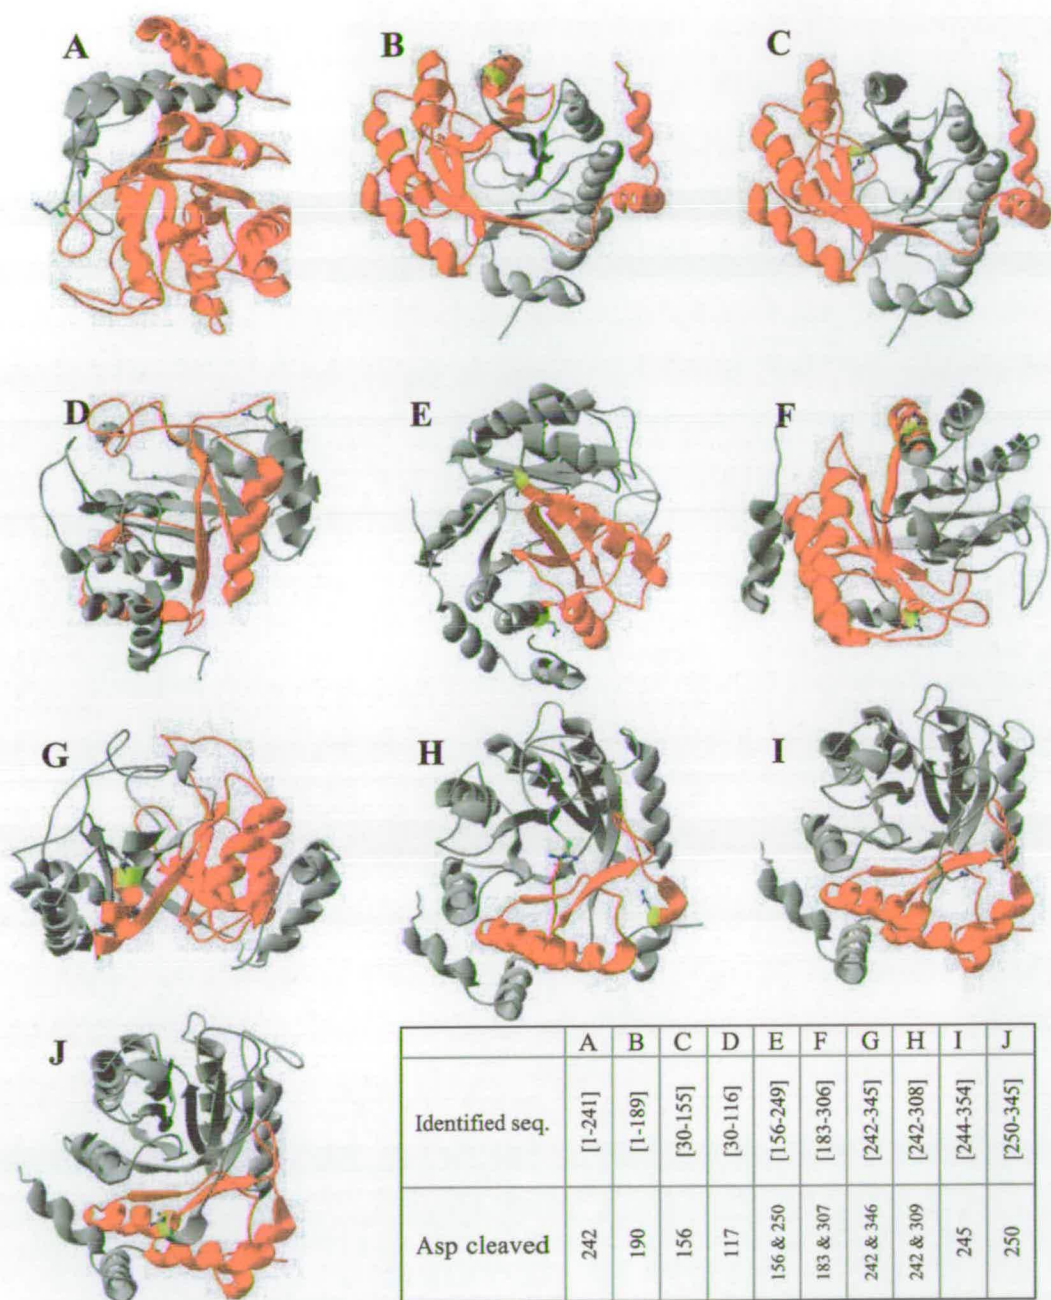 A B C
D E F
G H I
J
A B C D E F G H I J
Identified seq. [1-241] [1-189] [30-155] [30-116] [156-249] [183-306] [242-345] [242-308] [244-354] [250-345]
Asp cleaved 242 190 156 117 156 & 250 183 & 307 242 & 346 242 & 309 245 250